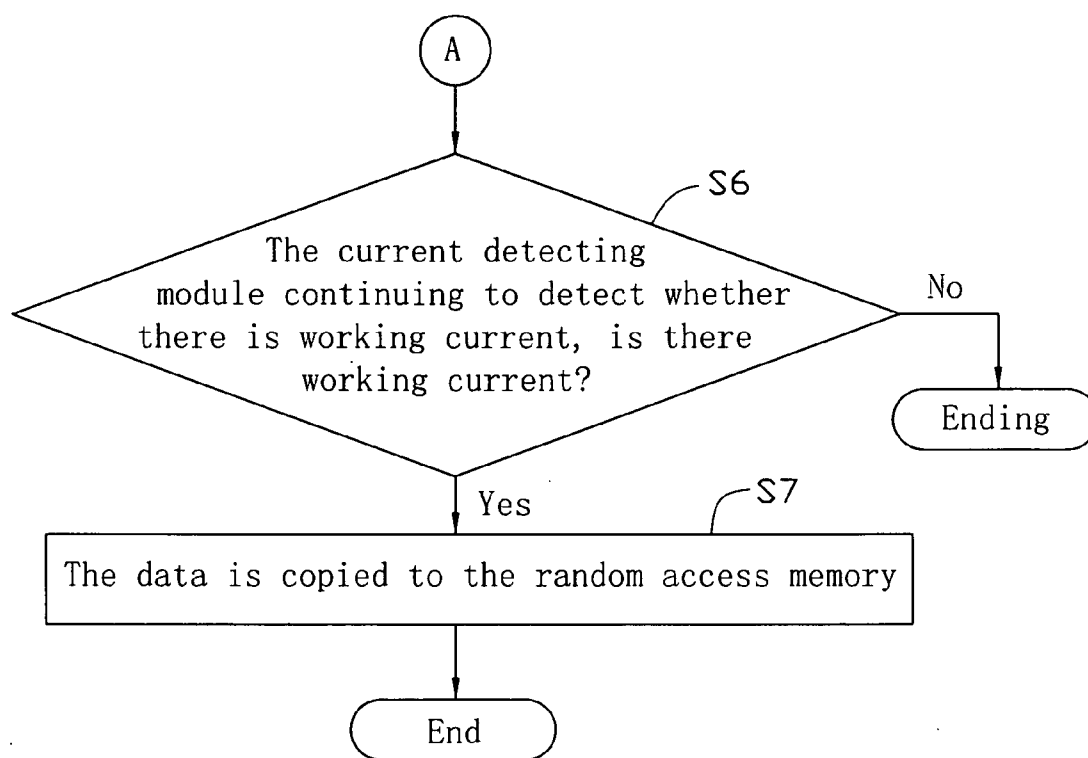 A
S6
The current detecting
module continuing to detect whether
there is working current, is there
working current?
No
Ending
Yes
S7
The data is copied to the random access memory
End